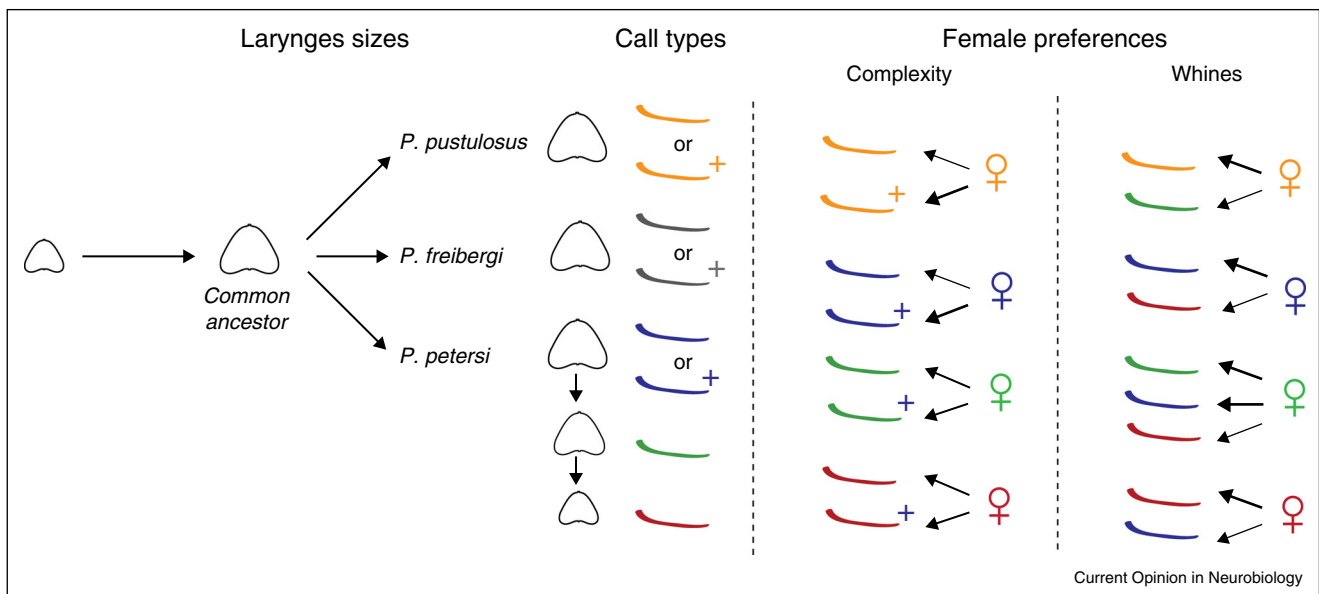 Larynges sizes
Call types
Female preferences
Complexity
Whines
P. pustulosus
or
+
+
P. freibergi
or
+
Common
ancestor
+
P. petersi
or
+
+
+
Current Opinion in Neurobiology